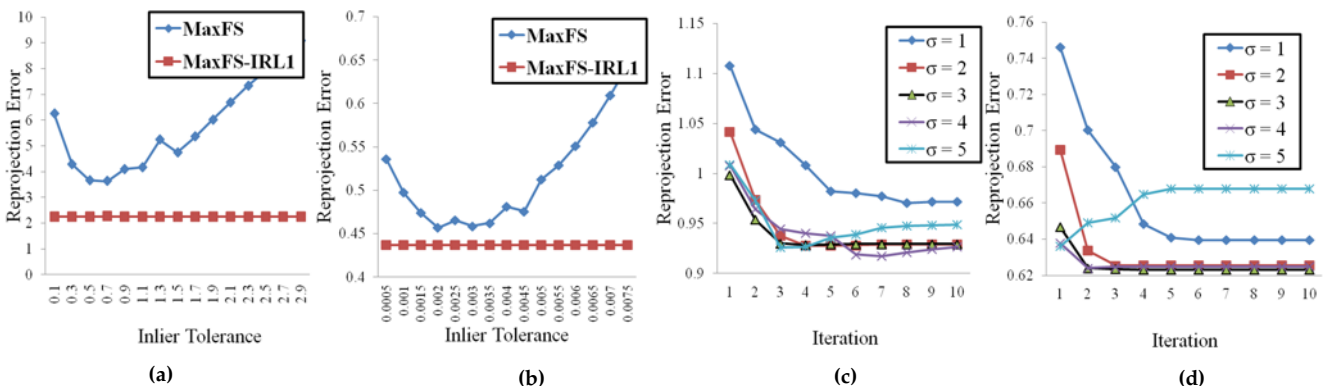 10
9
8
7
6
5
4
3
2
1
0
Reprojection Error
MaxFS
MaxFS-IRL1
0.1
0.3
0.5
0.7
0.9
1.1
1.3
1.5
1.7
1.9
2.1
2.3
2.5
2.7
2.9
Inlier Tolerance
(a)
0.7
0.65
0.6
0.55
0.5
0.45
0.4
Reprojection Error
MaxFS
MaxFS-IRL1
0.0005
0.001
0.0015
0.002
0.0025
0.003
0.0035
0.004
0.0045
0.005
0.0055
0.006
0.0065
0.007
0.0075
Inlier Tolerance
(b)
1.15
1.1
1.05
1
0.95
0.9
Reprojection Error
σ = 1
σ = 2
σ = 3
σ = 4
σ = 5
1 2 3 4 5 6 7 8 9 10
Iteration
(c)
0.76
0.74
0.72
0.7
0.68
0.66
0.64
0.62
Reprojection Error
σ = 1
σ = 2
σ = 3
σ = 4
σ = 5
1 2 3 4 5 6 7 8 9 10
Iteration
(d)